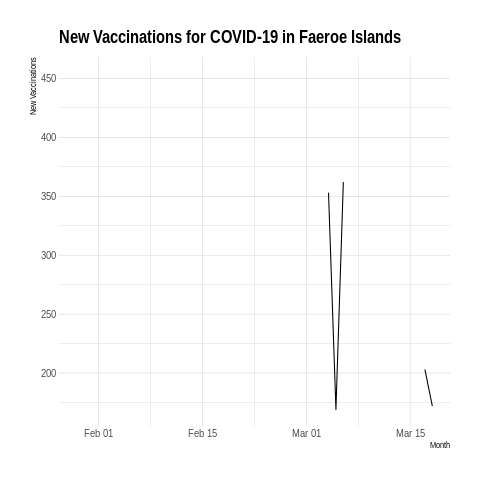 New Vaccinations for COVID-19 in Faeroe Islands
New Vaccinations
450
400
350
300
250
200
Feb 01 Feb 15 Mar 01 Mar 15
Month